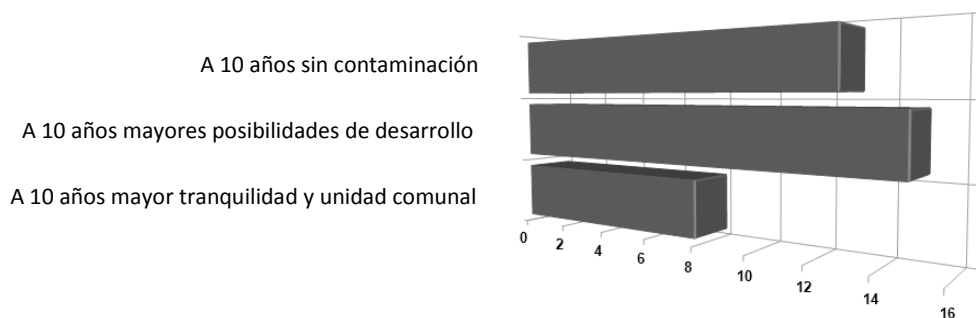 A 10 años sin contaminación
A 10 años mayores posibilidades de desarrollo
A 10 años mayor tranquilidad y unidad comunal
0 2 4 6 8 10 12 14 16